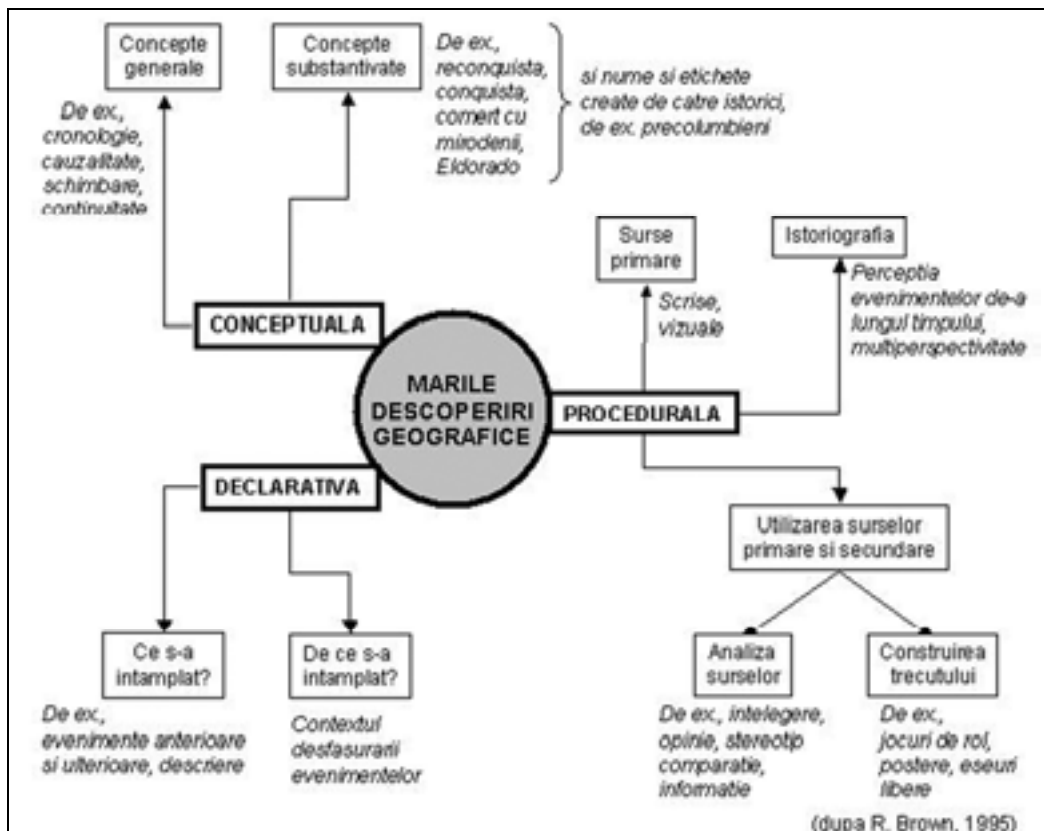 Concepte
generale
De ex.,
cronologie,
cauzalitate,
schimbare,
continuitate
Concepte
substantivate
De ex.,
reconquista,
conquista,
comert cu
mirodenii,
Eldorado
si nume si etichete
create de catre istorici,
de ex. precolumbieni
CONCEPTUALA
MARILE
DESCOPERIRI
GEOGRAFICE
Surse
primare
Scrise,
vizuale
Istoriografia
Perceptia
evenimentelor de-a
lungul timpului,
multiperspectivitate
PROCEDURALA
DECLARATIVA
Ce s-a
intamplat?
De ex.,
evenimente anterioare
si ulterioare, descriere
De ce s-a
intamplat?
Contextul
desfasurarii
evenimentelor
Utilizarea surselor
primare si secundare
Analiza
surselor
De ex., intelegere,
opinie, stereotip
comparatie,
informatie
Construirea
trecutului
De ex.,
jocuri de rol,
postere, eseuri
libere
(dupa R. Brown, 1995)